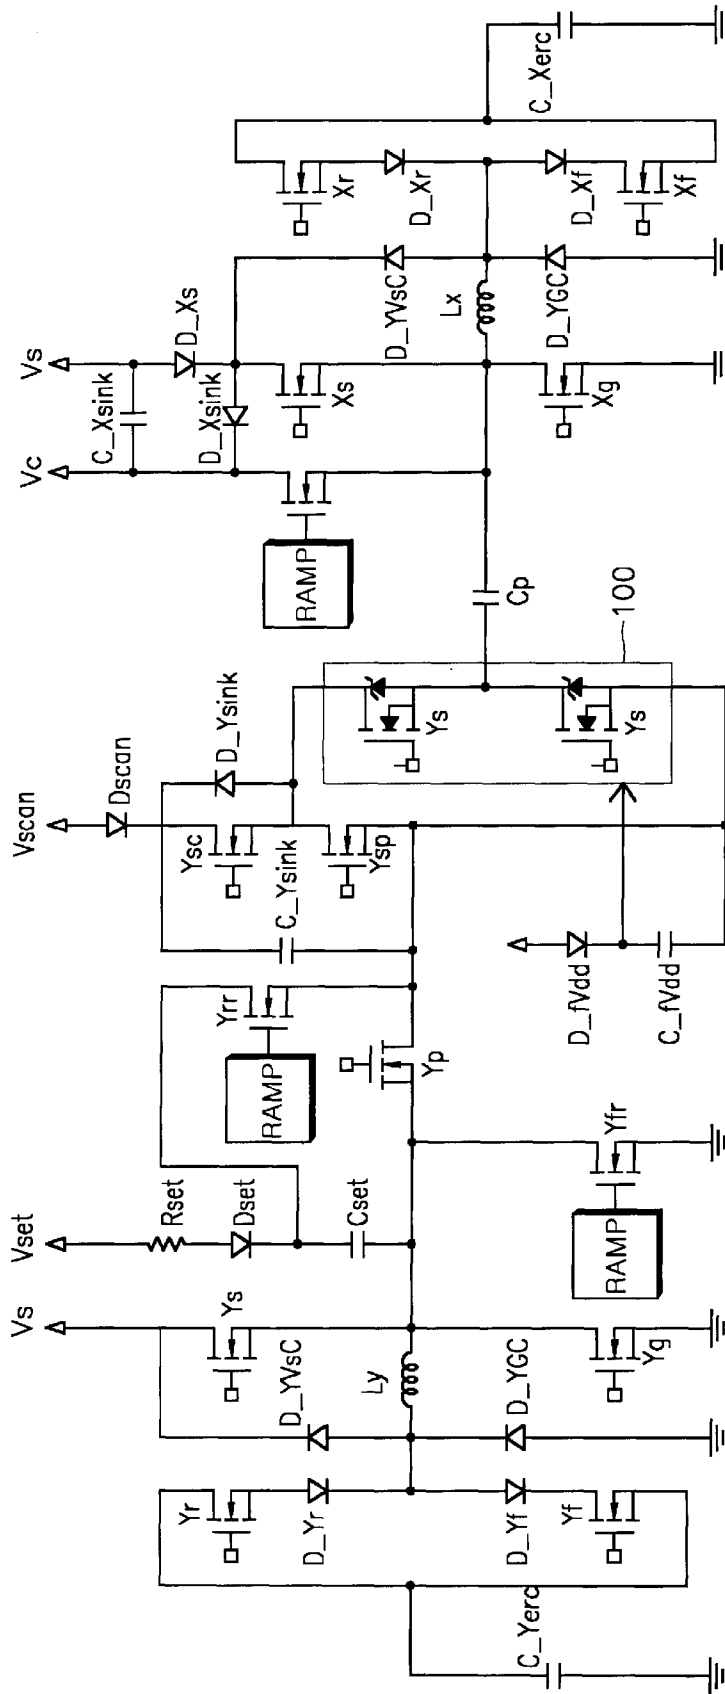 Vs
Vset
Vscan
Vc
Vs
Rset
Dset
Cset
Yr
D_Yr
D_YVsC
Ys
Ly
D_Yf
Yf
D_YGC
Yg
C_Yerc
RAMP
Yrr
RAMP
Yfr
Yp
Dscan
D_Ysink
Ysc
C_Ysink
Ysp
D_fVdd
C_fVdd
Ys
Ys
100
Cp
RAMP
C_Xsink
D_Xs
D_Xsink
Xs
D_YVsC
Lx
D_YGC
Xg
Xr
D_Xr
D_Xf
Xf
C_Xerc